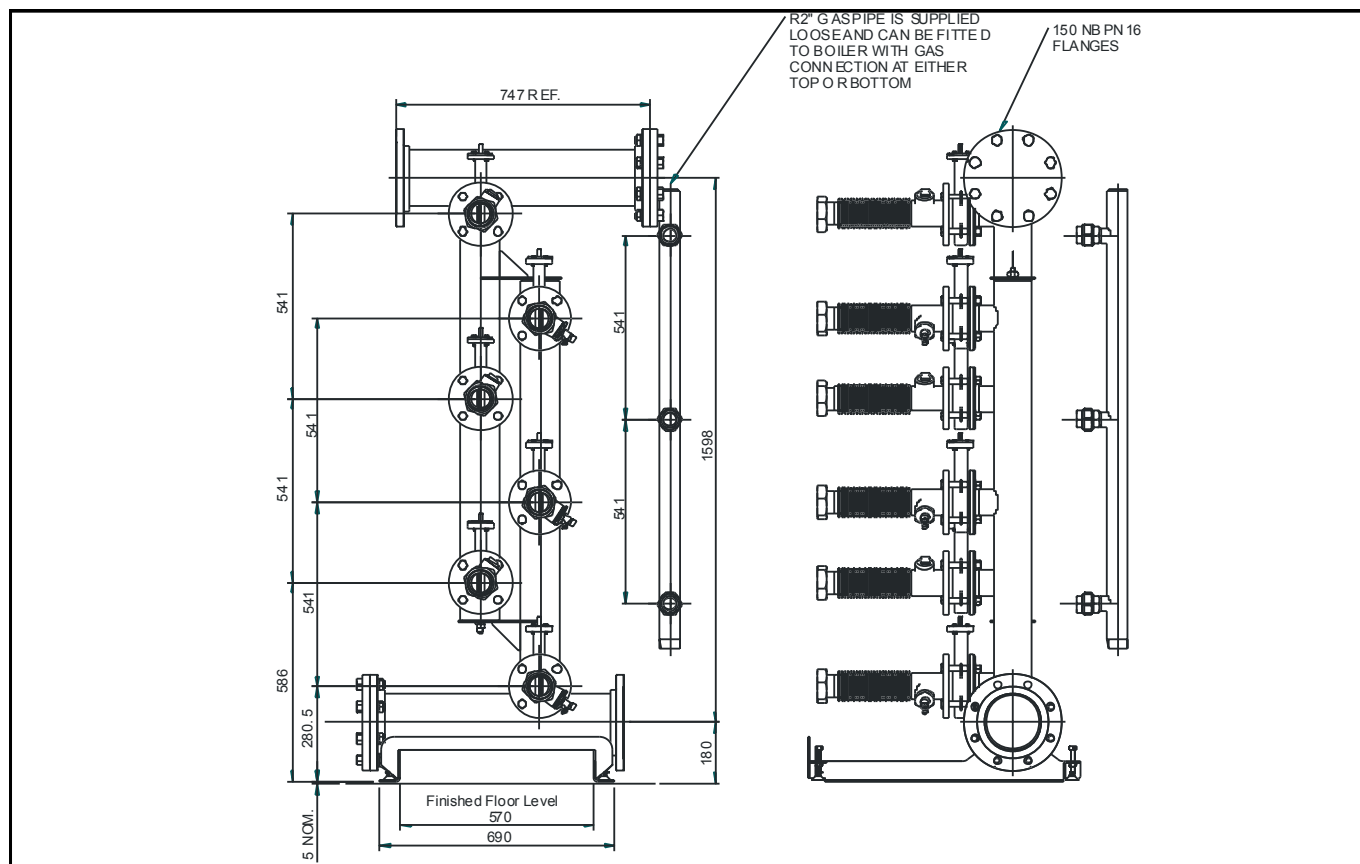 R2" GAS PIPE IS SUPPLIED
LOOSE AND CAN BE FITTED
TO BOILER WITH GAS
CONNECTION AT EITHER
TOP OR BOTTOM
150 NB PN 16
FLANGES
747 REF.
541
541
541
541
541
541
1598
586
280.5
180
5 NOM.
Finished Floor Level
570
690